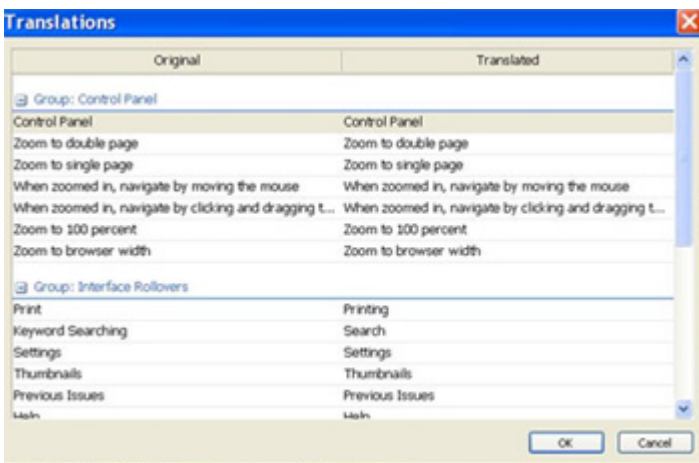 Translations
Original Translated
Group: Control Panel
Control Panel Control Panel
Zoom to double page Zoom to double page
Zoom to single page Zoom to single page
When zoomed in, navigate by moving the mouse When zoomed in, navigate by moving the mouse
When zoomed in, navigate by clicking and dragging t... When zoomed in, navigate by clicking and dragging t...
Zoom to 100 percent Zoom to 100 percent
Zoom to browser width Zoom to browser width
Group: Interface Rollovers
Print Printing
Keyword Searching Search
Settings Settings
Thumbnails Thumbnails
Previous Issues Previous Issues
Help Help
OK Cancel